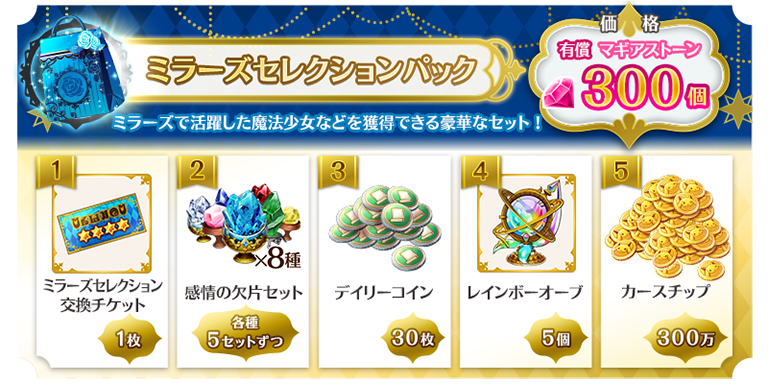 ミラーズセレクションパック
価格
有償 マギアストーン
300個
ミラーズで活躍した魔法少女などを獲得できる豪華なセット！
1
ミラーズセレクション
交換チケット
1枚
2
×8種
感情の欠片セット
各種
5セットずつ
3
デイリーコイン
30枚
4
レインボーオーブ
5個
5
カースチップ
300万